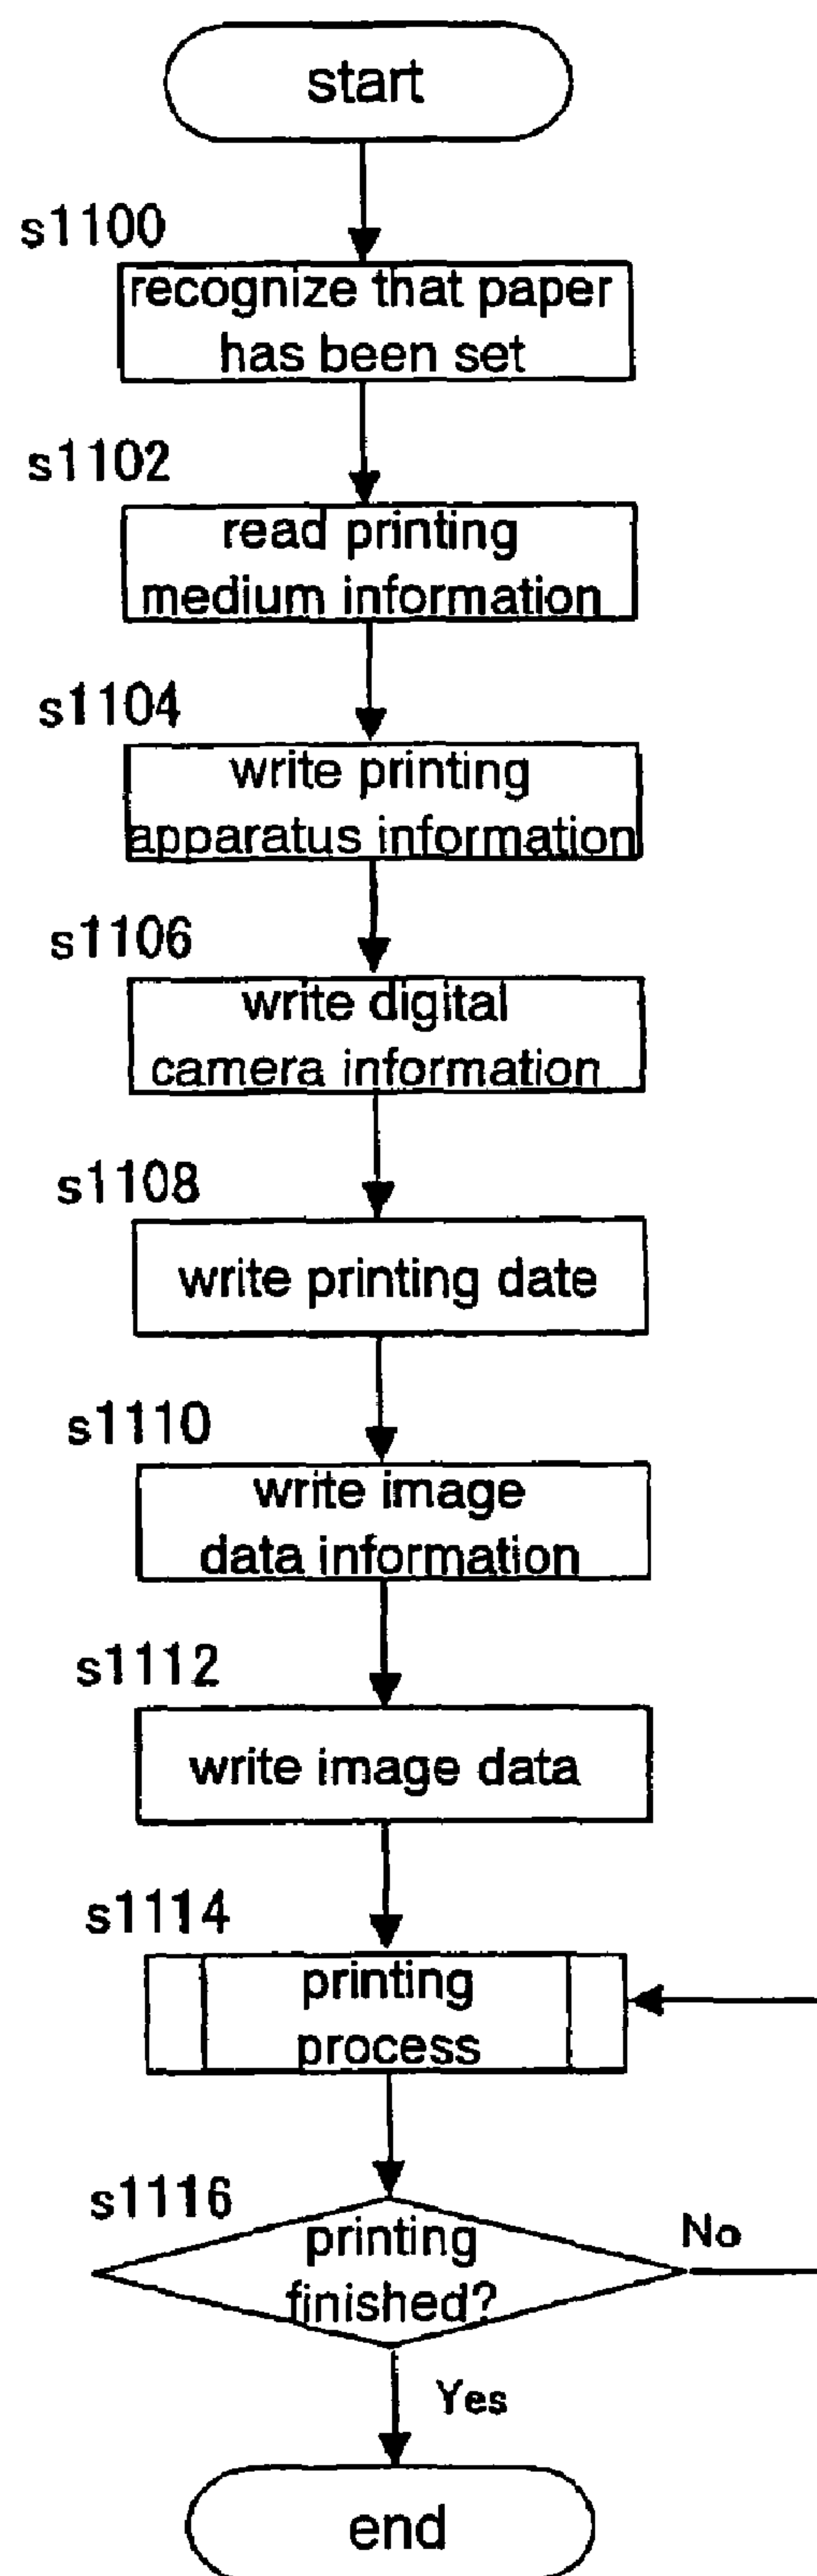 start
s1100
recognize that paper
has been set
s1102
read printing
medium information
s1104
write printing
apparatus information
s1106
write digital
camera information
s1108
write printing date
s1110
write image
data information
s1112
write image data
s1114
printing
process
s1116
printing
finished?
No
Yes
end